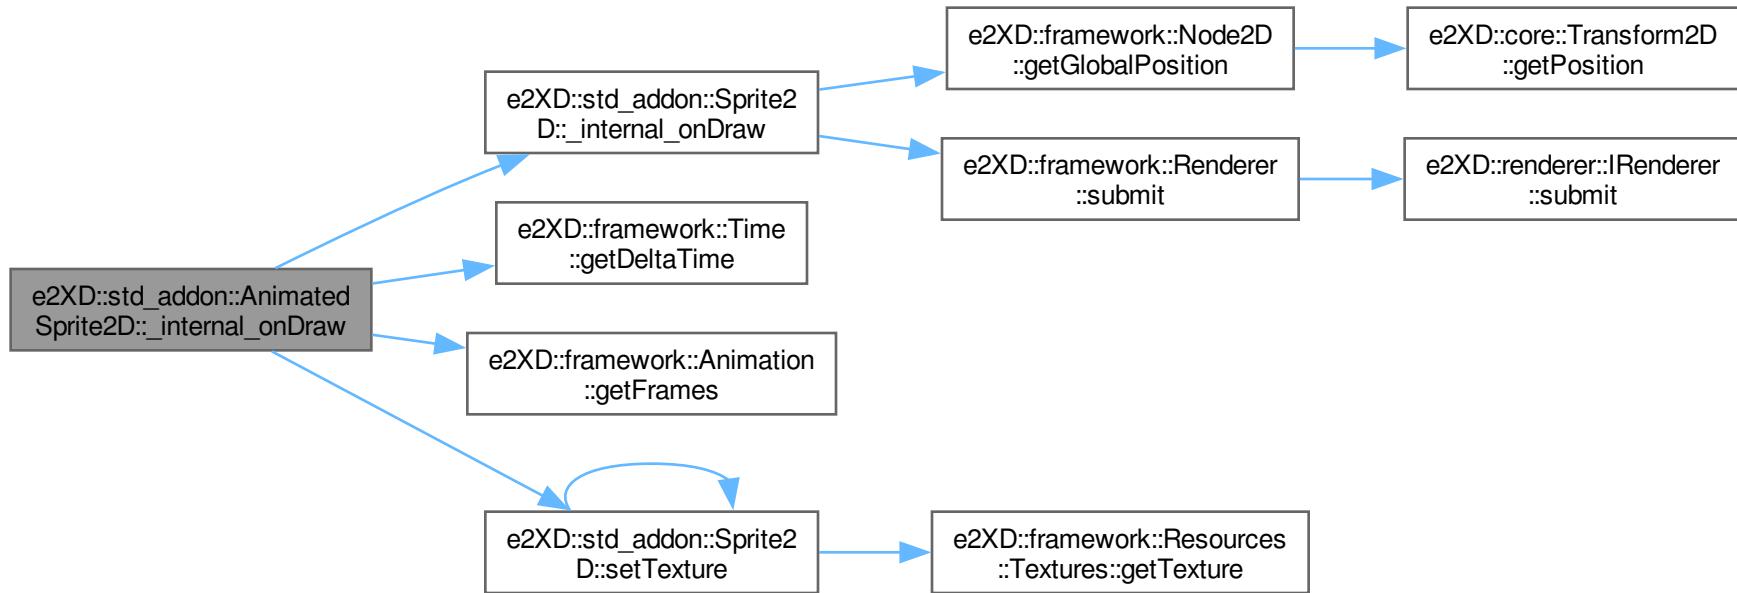 e2XD::framework::Node2D
::getGlobalPosition
e2XD::core::Transform2D
::getPosition
e2XD::std_addon::Sprite2
D::_internal_onDraw
e2XD::framework::Renderer
::submit
e2XD::renderer::IRenderer
::submit
e2XD::framework::Time
::getDeltaTime
e2XD::std_addon::Animated
Sprite2D::_internal_onDraw
e2XD::framework::Animation
::getFrames
e2XD::std_addon::Sprite2
D::setTexture
e2XD::framework::Resources
::Textures::getTexture